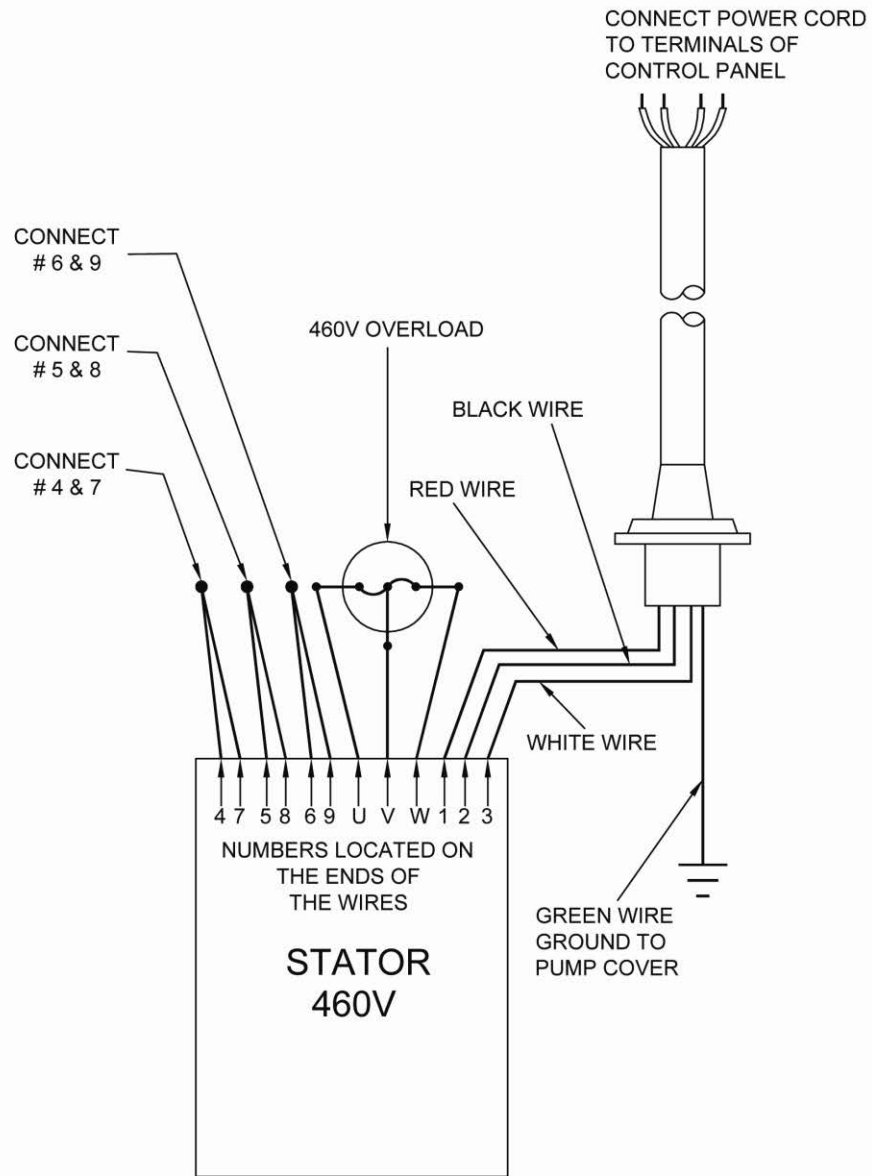 CONNECT POWER CORD
TO TERMINALS OF
CONTROL PANEL
CONNECT
# 6 & 9
460V OVERLOAD
CONNECT
# 5 & 8
BLACK WIRE
CONNECT
# 4 & 7
RED WIRE
WHITE WIRE
4 7 5 8 6 9 U V W 1 2 3
NUMBERS LOCATED ON
THE ENDS OF
THE WIRES
GREEN WIRE
GROUND TO
PUMP COVER
STATOR
460V